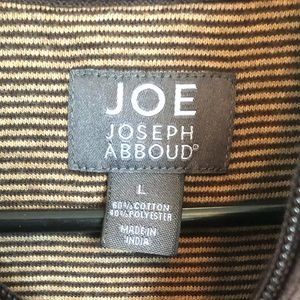 JOE
JOSEPH
ABBOUD®
L
60% COTTON
40% POLYESTER
MADE IN
INDIA